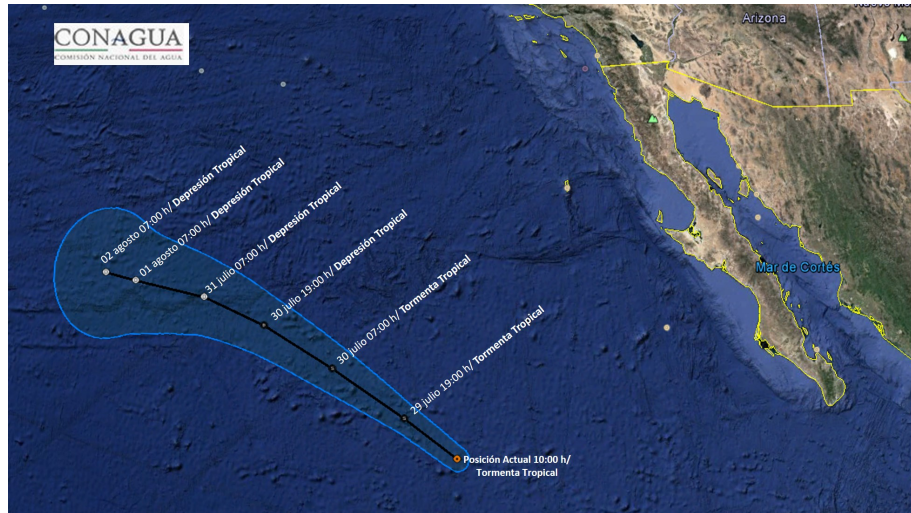 Nuevo Mexico
Arizona
CONAGUA
COMISIÓN NACIONAL DEL AGUA
02 agosto 07:00 h/ Depresión Tropical
01 agosto 07:00 h/ Depresión Tropical
31 julio 07:00 h/ Depresión Tropical
30 julio 19:00 h/ Depresión Tropical
30 julio 07:00 h/ Tormenta Tropical
29 julio 19:00 h/ Tormenta Tropical
Mar de Cortés
Posición Actual 10:00 h/
Tormenta Tropical